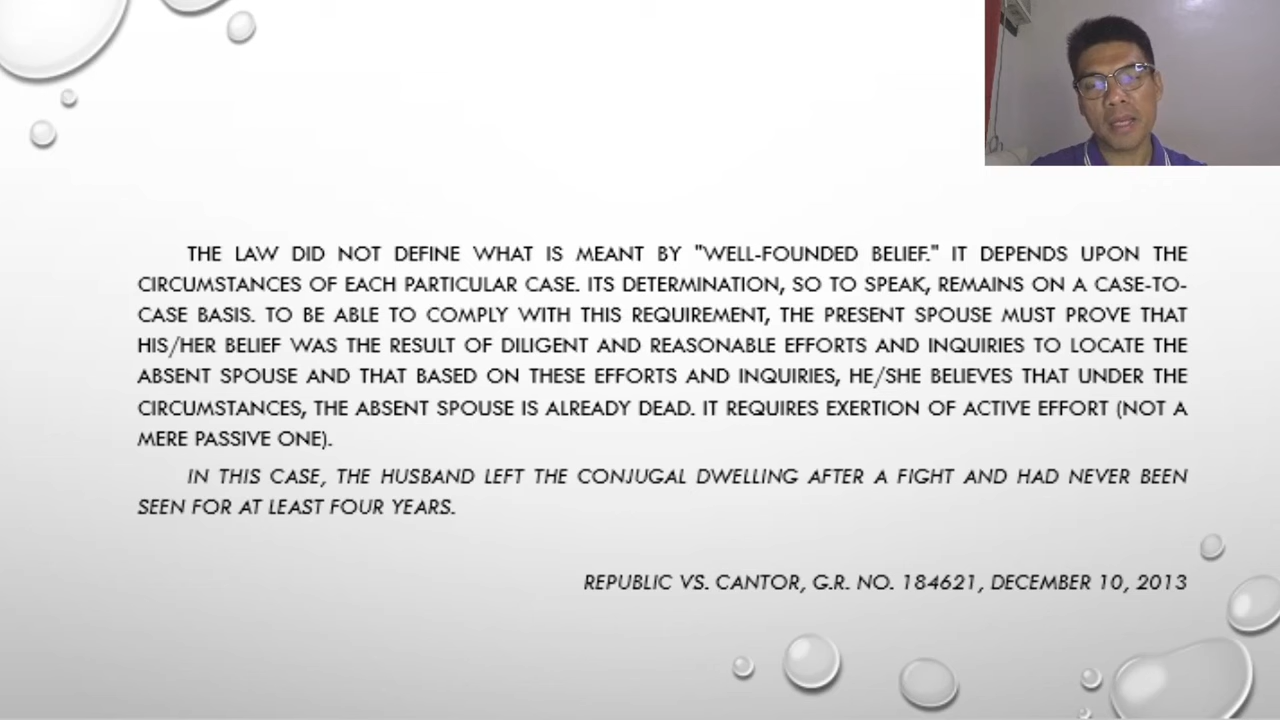 THE LAW DID NOT DEFINE WHAT IS MEANT BY "WELL-FOUNDED BELIEF." IT DEPENDS UPON THE
CIRCUMSTANCES OF EACH PARTICULAR CASE. ITS DETERMINATION, SO TO SPEAK, REMAINS ON A CASE-TO-
CASE BASIS. TO BE ABLE TO COMPLY WITH THIS REQUIREMENT, THE PRESENT SPOUSE MUST PROVE THAT
HIS/HER BELIEF WAS THE RESULT OF DILIGENT AND REASONABLE EFFORTS AND INQUIRIES TO LOCATE THE
ABSENT SPOUSE AND THAT BASED ON THESE EFFORTS AND INQUIRIES, HE/SHE BELIEVES THAT UNDER THE
CIRCUMSTANCES, THE ABSENT SPOUSE IS ALREADY DEAD. IT REQUIRES EXERTION OF ACTIVE EFFORT (NOT A
MERE PASSIVE ONE).
IN THIS CASE, THE HUSBAND LEFT THE CONJUGAL DWELLING AFTER A FIGHT AND HAD NEVER BEEN
SEEN FOR AT LEAST FOUR YEARS.
REPUBLIC VS. CANTOR, G.R. NO. 184621, DECEMBER 10, 2013